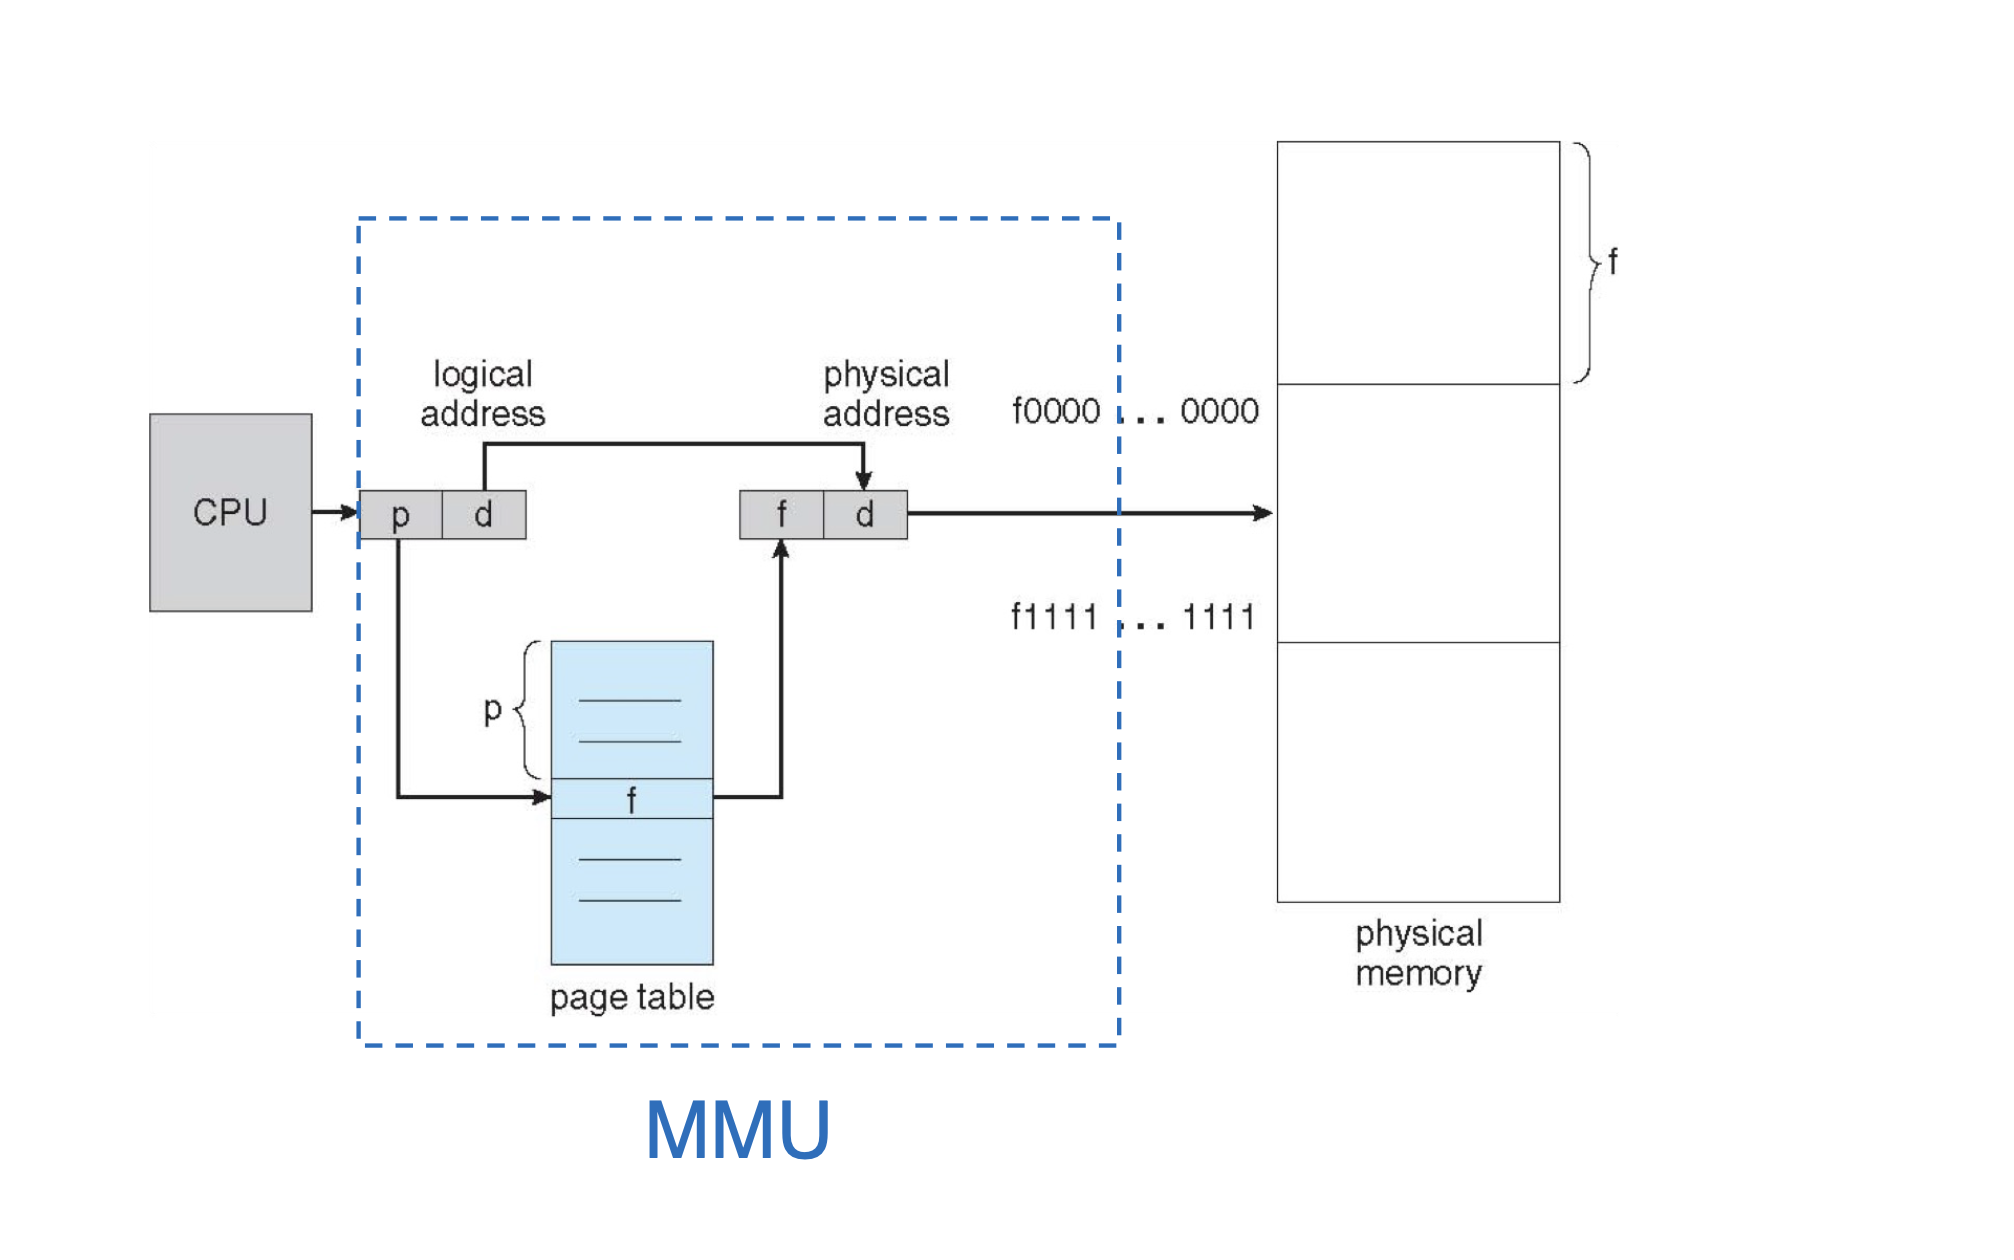 f
logical
address
physical
address
f0000 ... 0000
CPU
p
d
f
d
f1111 ... 1111
p
f
page table
physical
memory
MMU